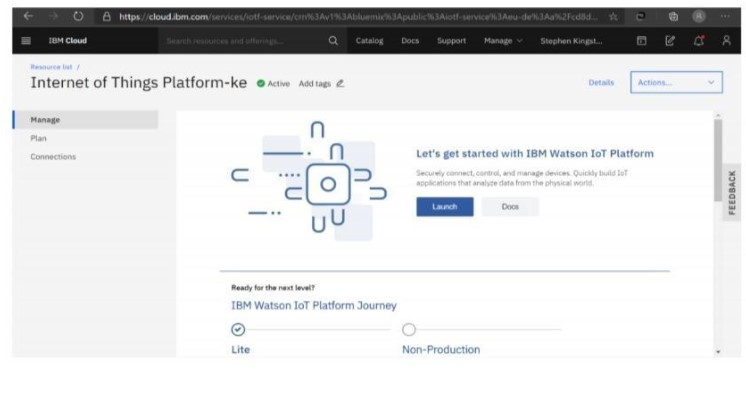 https://cloud.ibm.com/services/iotf-service/crn%3Av1%3Abluemix%3Apublic%3Aiotf-service%3Aeu-de%3Aa%2Fcd8d...
IBM Cloud Search resources and offerings... Catalog Docs Support Manage Stephen Kingst...
Resource list /
Internet of Things Platform-ke Active Add tags Details Actions...
Manage
Plan
Connections
Let's get started with IBM Watson IoT Platform
Securely connect, control, and manage devices. Quickly build IoT
applications that analyze data from the physical world.
Launch Docs
FEEDBACK
Ready for the next level?
IBM Watson IoT Platform Journey
Lite Non-Production